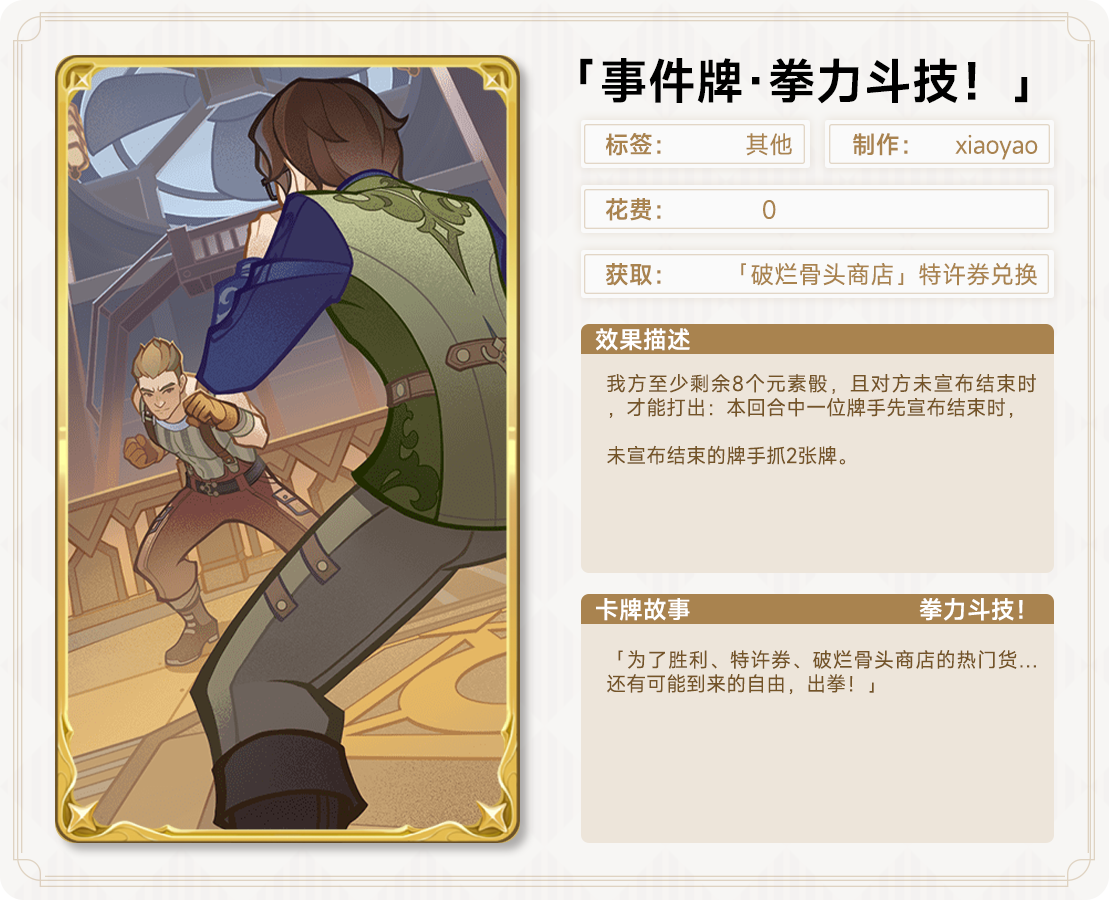 「事件牌·拳力斗技！」
标签： 其他 制作： xiaoyao
花费： 0
获取： 「破烂骨头商店」特许券兑换
效果描述
我方至少剩余8个元素骰，且对方未宣布结束时
，才能打出：本回合中一位牌手先宣布结束时，
未宣布结束的牌手抓2张牌。
卡牌故事 拳力斗技！
「为了胜利、特许券、破烂骨头商店的热门货…
还有可能到来的自由，出拳！」